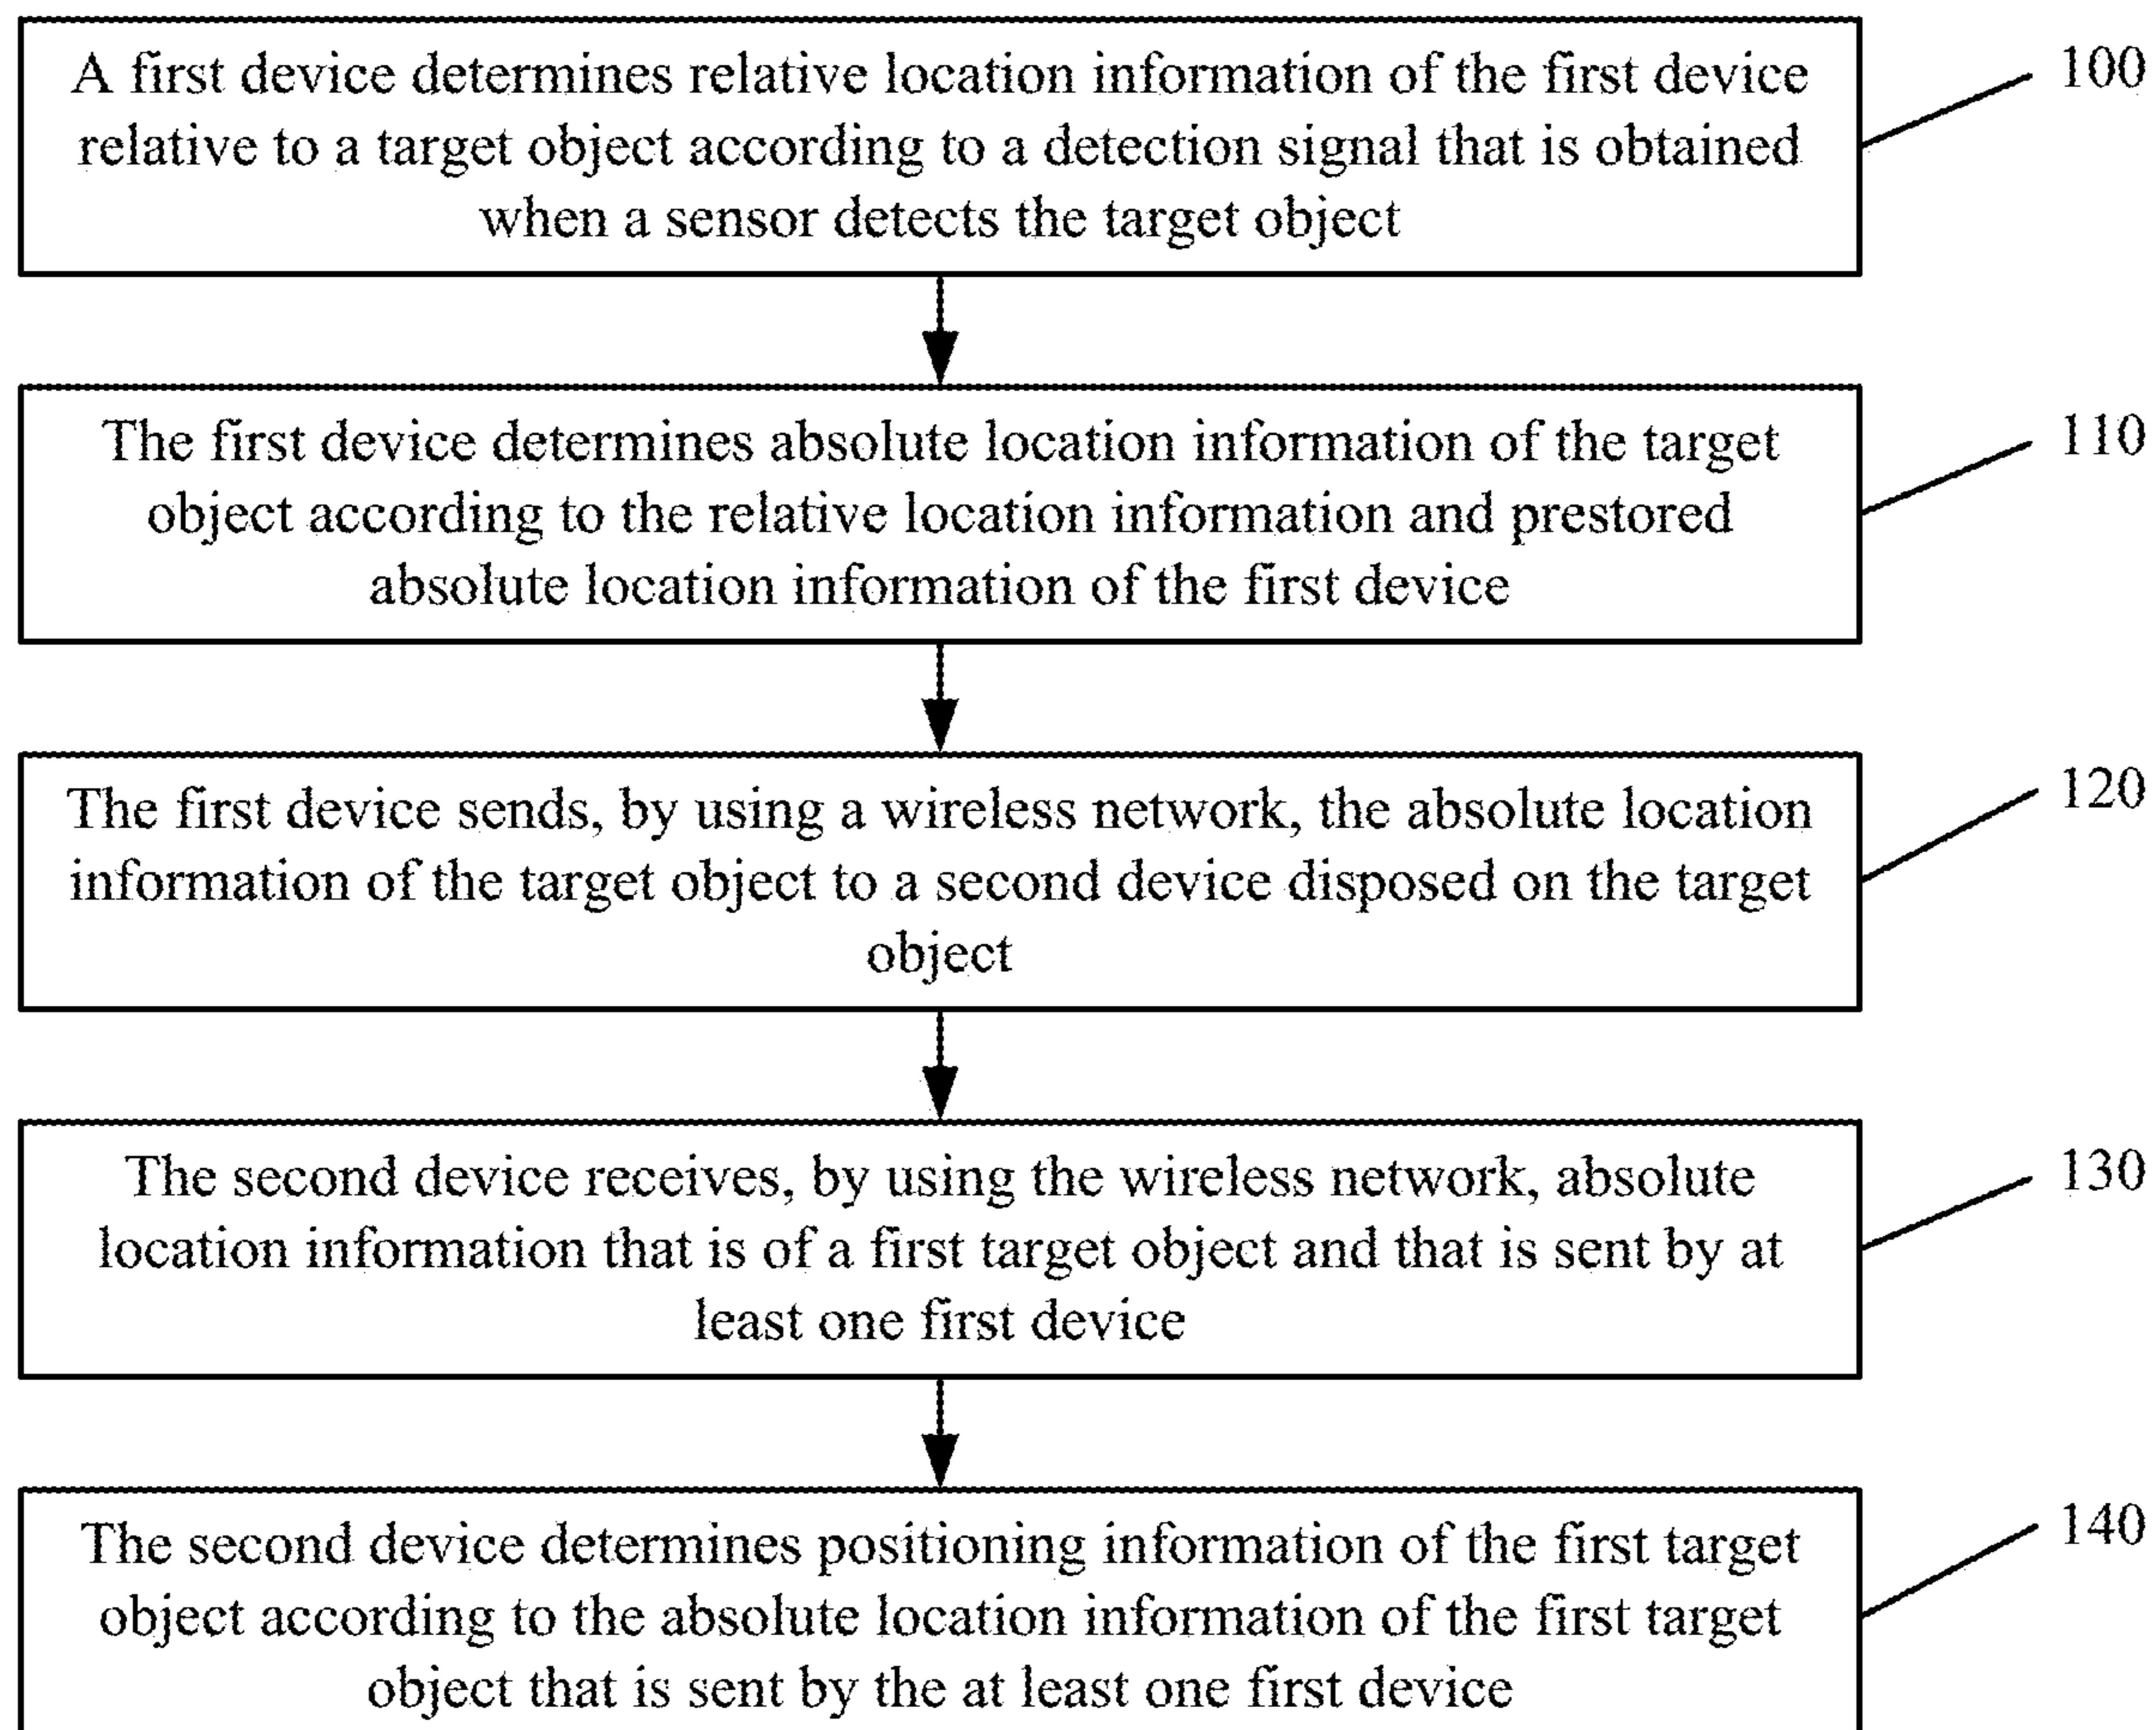 A first device determines relative location information of the first device
relative to a target object according to a detection signal that is obtained
when a sensor detects the target object
100
The first device determines absolute location information of the target
object according to the relative location information and prestored
absolute location information of the first device
110
The first device sends, by using a wireless network, the absolute location
information of the target object to a second device disposed on the target
object
120
The second device receives, by using the wireless network, absolute
location information that is of a first target object and that is sent by at
least one first device
130
The second device determines positioning information of the first target
object according to the absolute location information of the first target
object that is sent by the at least one first device
140